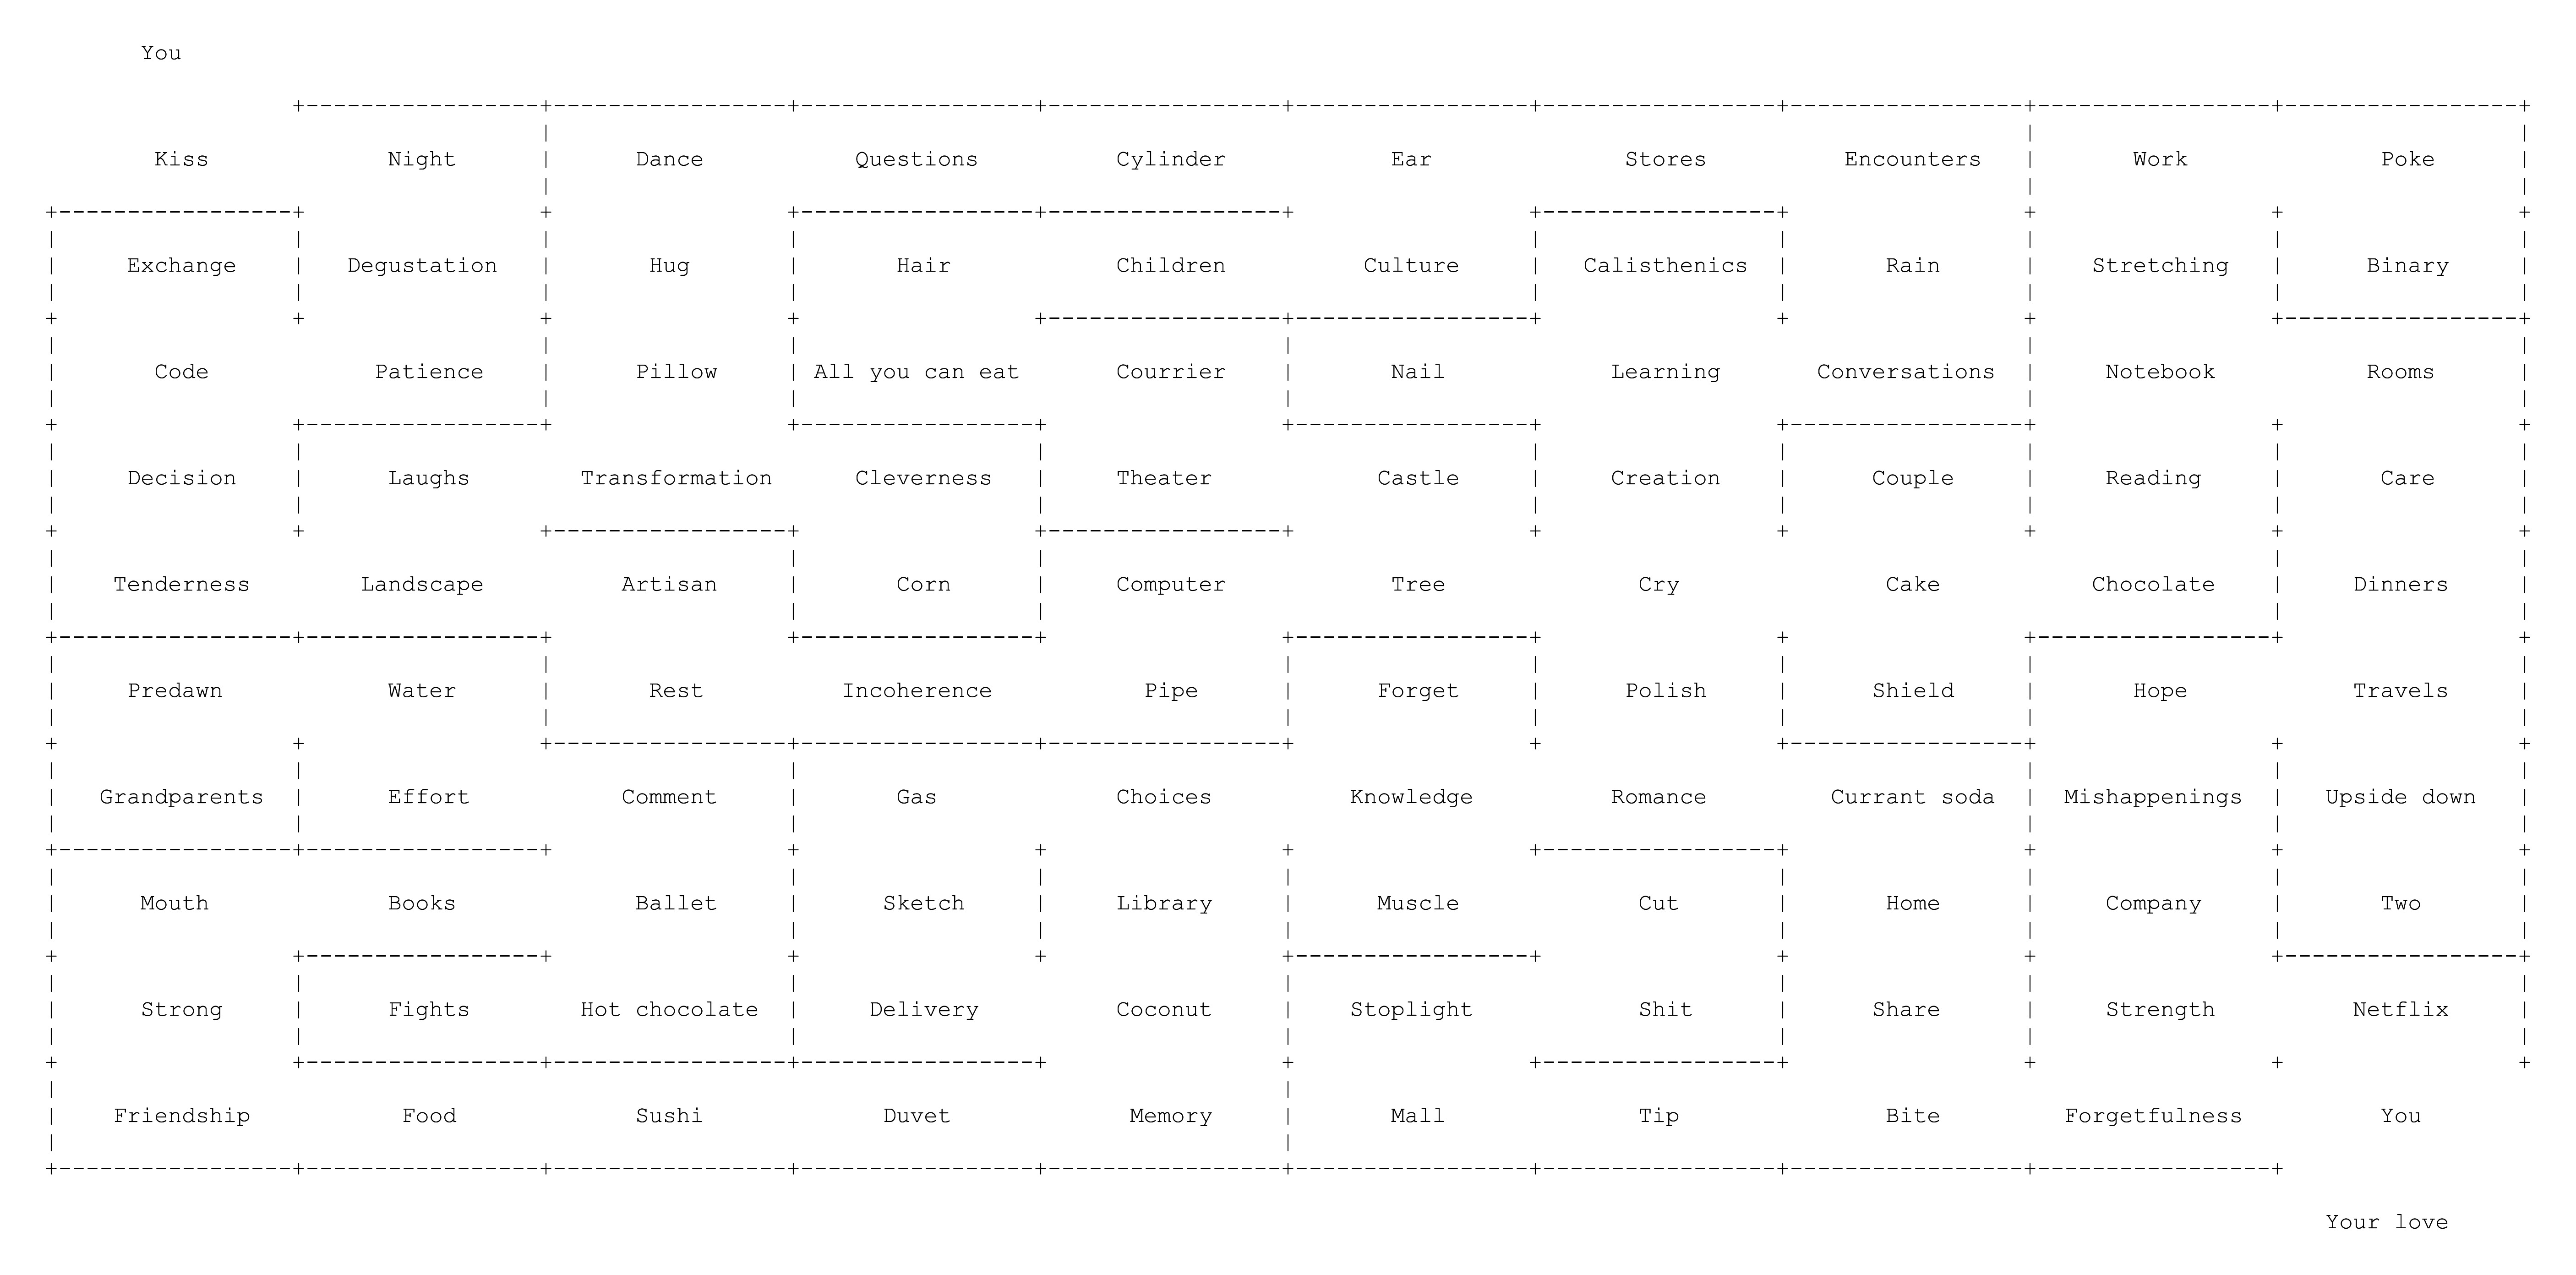 You
Kiss Night Dance Questions Cylinder Ear Stores Encounters Work Poke
Exchange Degustation Hug Hair Children Culture Calisthenics Rain Stretching Binary
Code Patience Pillow All you can eat Courrier Nail Learning Conversations Notebook Rooms
Decision Laughs Transformation Cleverness Theater Castle Creation Couple Reading Care
Tenderness Landscape Artisan Corn Computer Tree Cry Cake Chocolate Dinners
Predawn Water Rest Incoherence Pipe Forget Polish Shield Hope Travels
Grandparents Effort Comment Gas Choices Knowledge Romance Currant soda Mishappenings Upside down
Mouth Books Ballet Sketch Library Muscle Cut Home Company Two
Strong Fights Hot chocolate Delivery Coconut Stoplight Shit Share Strength Netflix
Friendship Food Sushi Duvet Memory Mall Tip Bite Forgetfulness You
Your love